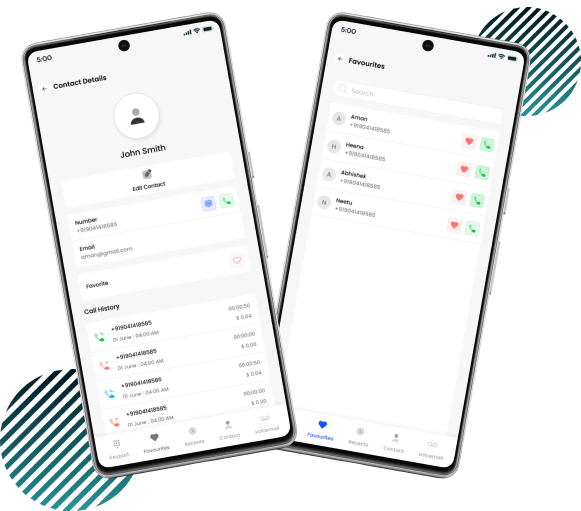 5:00
Contact Details
John Smith
Edit Contact
Number
+919041418585
Email
aman@gmail.com
Favorite
Call History
+919041418585
00:00:50
01 June : 04:00 AM
$ 0.04
+919041418585
00:00:00
01 June : 04:00 AM
$ 0.00
+919041418585
00:00:50
01 June : 04:00 AM
$ 0.04
+919041418585
00:00:00
01 June : 04:00 AM
$ 0.00
Keypad
Favourites
Recents
Contact
voicemail
5:00
Favourites
Search
A
Aman
+919041418585
H
Heena
+919041418585
A
Abhishek
+919041418585
N
Neetu
+919041418585
Favourites
Recents
Contact
voicemail